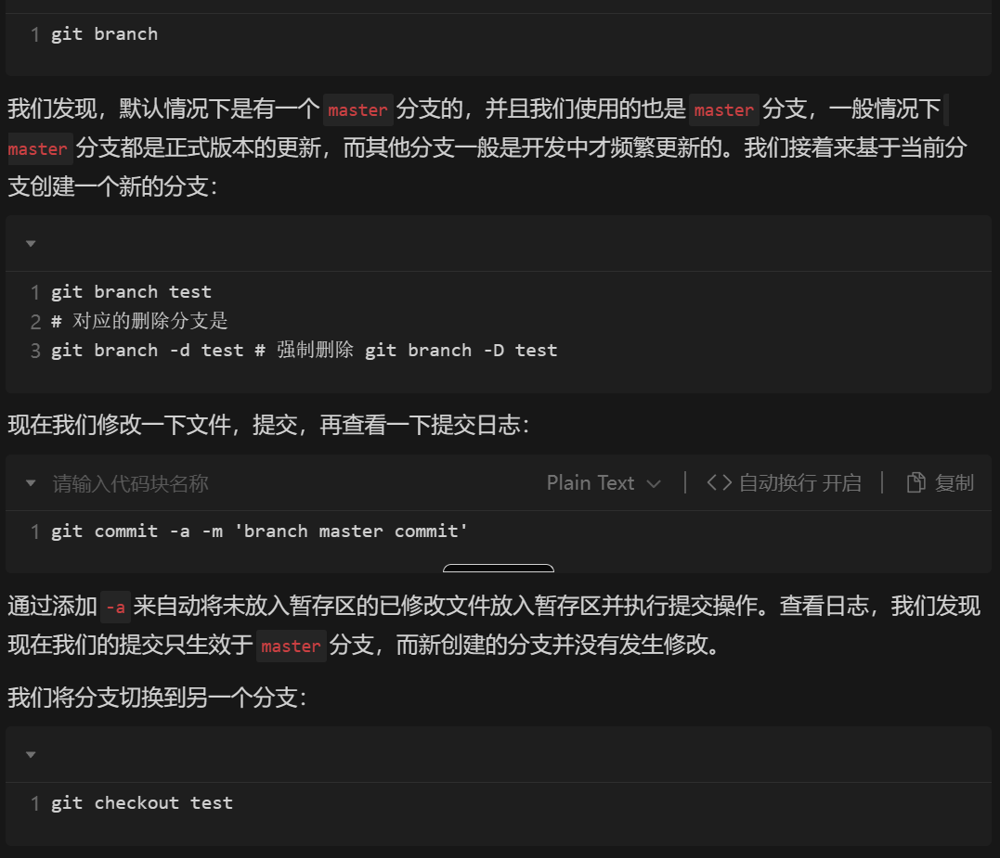 1 git branch
我们发现，默认情况下是有一个 master 分支的，并且我们使用的也是 master 分支，一般情况下
master 分支都是正式版本的更新，而其他分支一般是开发中才频繁更新的。我们接着来基于当前分
支创建一个新的分支：
1 git branch test
2 # 对应的删除分支是
3 git branch -d test # 强制删除 git branch -D test
现在我们修改一下文件，提交，再查看一下提交日志：
请输入代码块名称 Plain Text 自动换行 开启 复制
1 git commit -a -m 'branch master commit'
通过添加 -a 来自动将未放入暂存区的已修改文件放入暂存区并执行提交操作。查看日志，我们发现
现在我们的提交只生效于 master 分支，而新创建的分支并没有发生修改。
我们将分支切换到另一个分支：
1 git checkout test